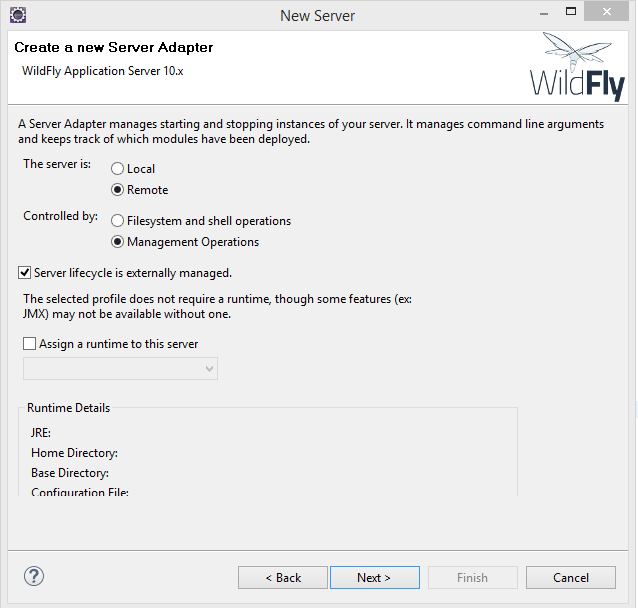 New Server
Create a new Server Adapter
WildFly Application Server 10.x
WildFly
A Server Adapter manages starting and stopping instances of your server. It manages command line arguments
and keeps track of which modules have been deployed.
The server is:
Local
Remote
Controlled by:
Filesystem and shell operations
Management Operations
Server lifecycle is externally managed.
The selected profile does not require a runtime, though some features (ex:
JMX) may not be available without one.
Assign a runtime to this server
Runtime Details
JRE:
Home Directory:
Base Directory:
Configuration File:
?
< Back
Next >
Finish
Cancel